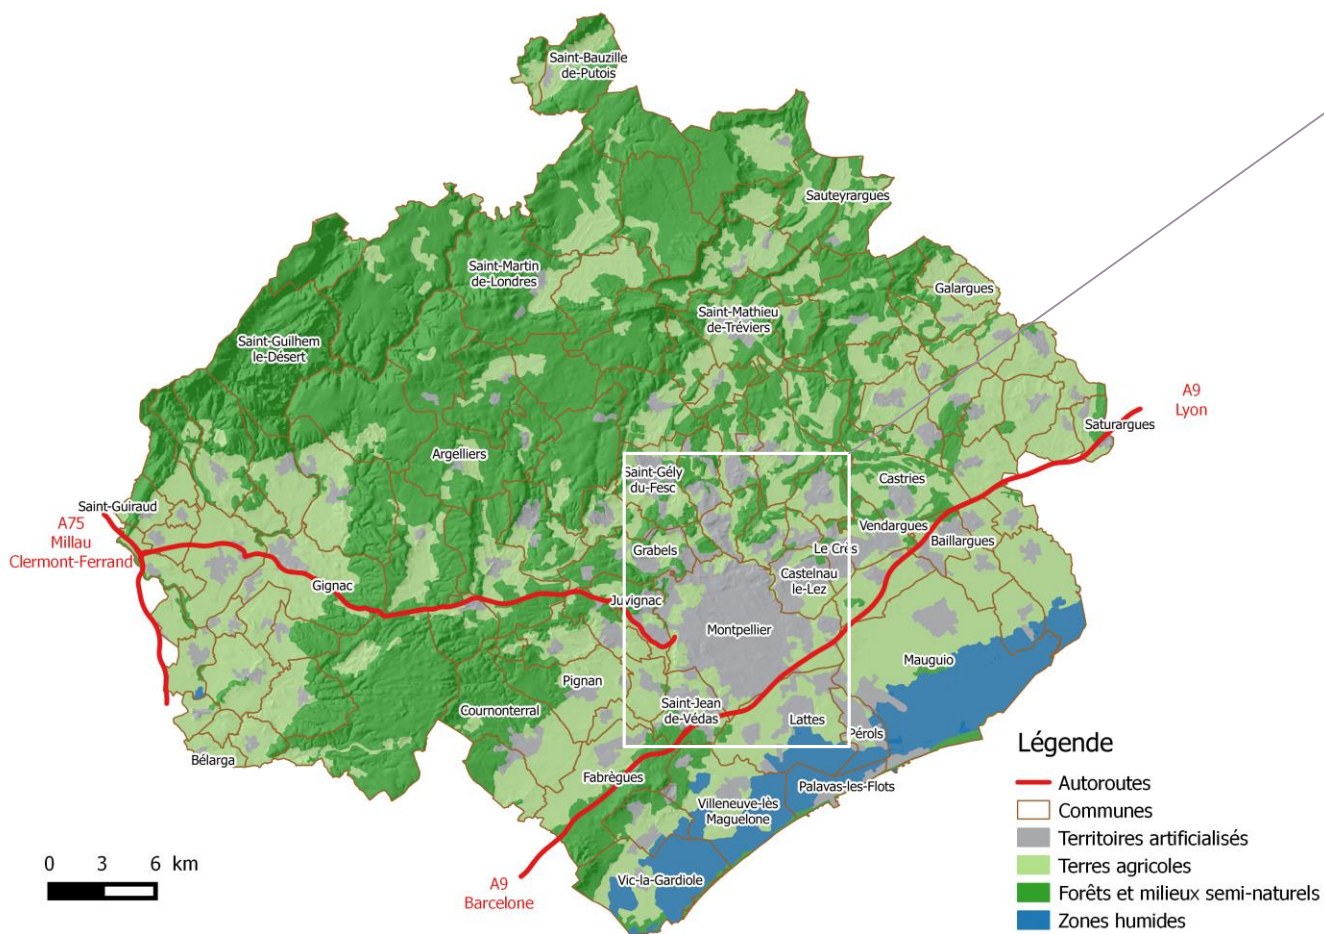 Saint-Bauzille
de-Putois
Sauteyrargues
Saint-Martin
de-Londres
Galargues
Saint-Mathieu
de-Tréviers
Saint-Guilhem
le-Désert
A9
Lyon
Saturargues
Argelliers
Saint-Gély
du-Fesc
Castries
Saint-Guiraud
A75
Millau
Clermont-Ferrand
Vendargues
Baillargues
Grabels
Le Crès
Castelnau
le-Lez
Gignac
Juvignac
Montpellier
Mauguio
Pignan
Cournonterral
Saint-Jean
de-Védas
Lattes
Pérols
Bélarga
Fabrègues
Palavas-les-Flots
Villeneuve-lès
Maguelone
Vic-la-Gardiole
A9
Barcelone
0 3 6 km
Légende
Autoroutes
Communes
Territoires artificialisés
Terres agricoles
Forêts et milieux semi-naturels
Zones humides